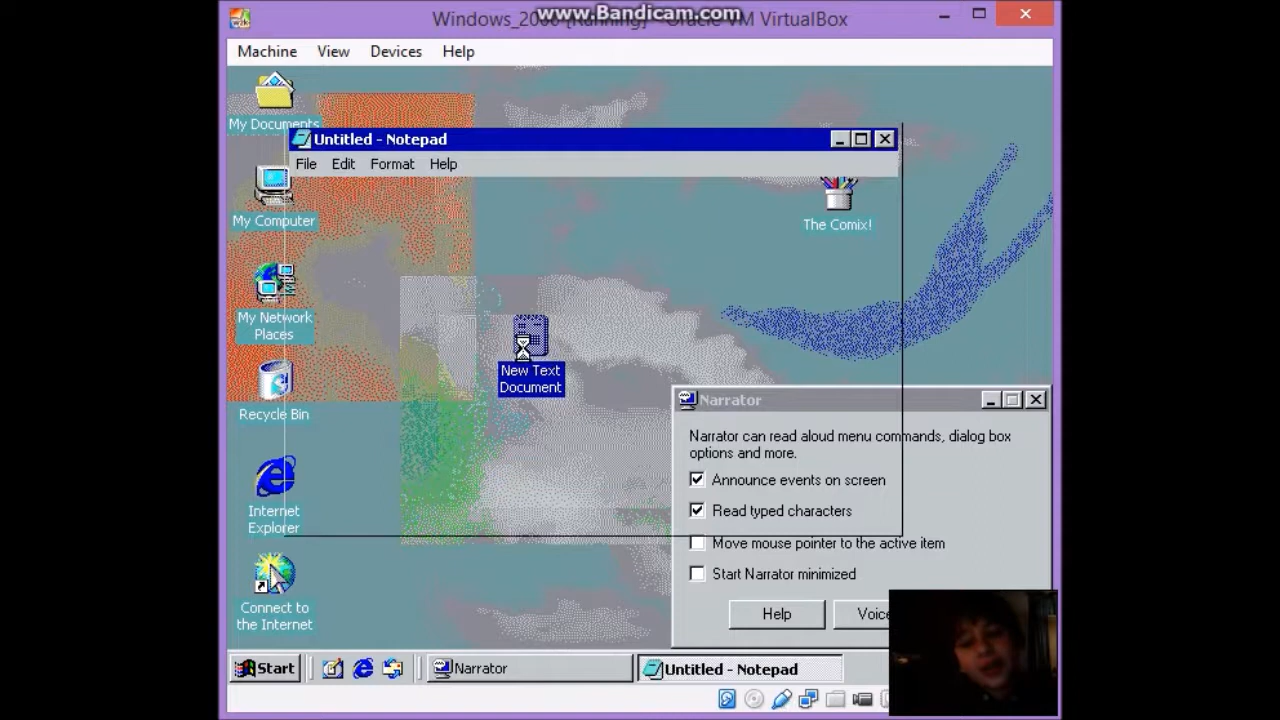 www.Bandicam.com
Windows_2000 [Running] - Oracle VM VirtualBox
Machine View Devices Help
My Documents
Untitled - Notepad
File Edit Format Help
My Computer
The Comix!
My Network
Places
New Text
Document
Recycle Bin
Narrator
Narrator can read aloud menu commands, dialog box
options and more.
Announce events on screen
Read typed characters
Move mouse pointer to the active item
Start Narrator minimized
Help
Voice
Internet
Explorer
Connect to
the Internet
Start
Narrator
Untitled - Notepad